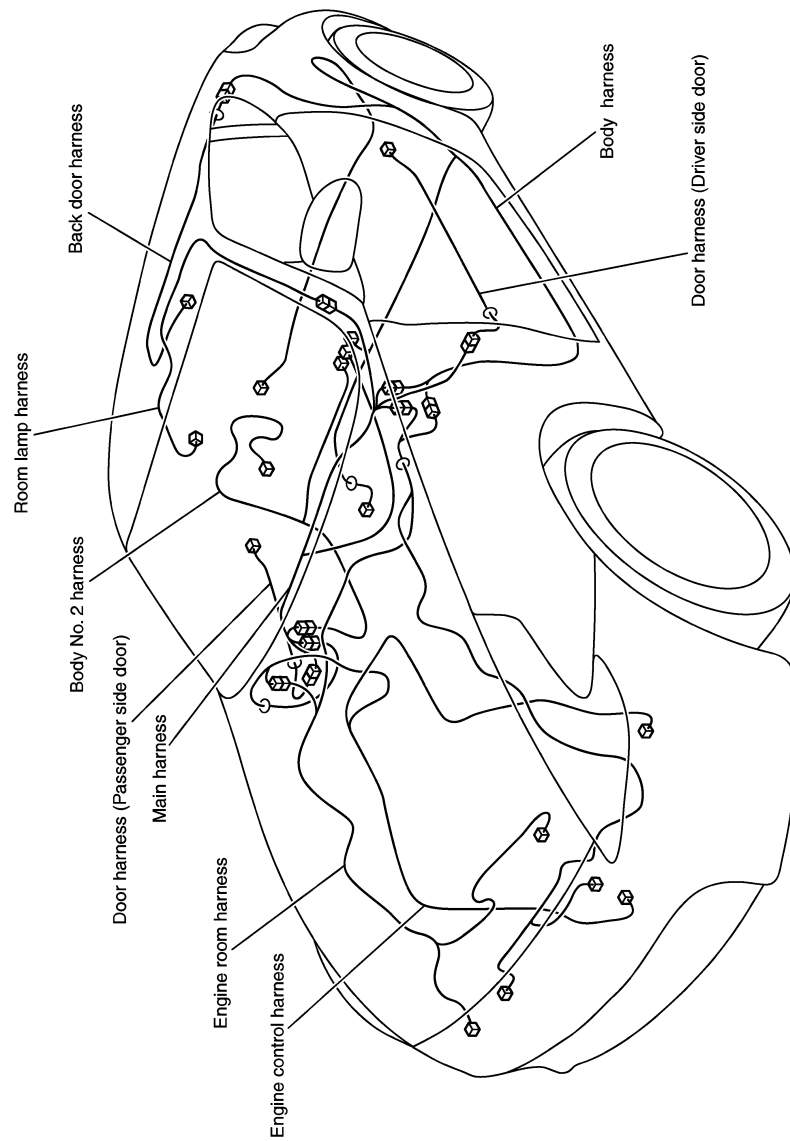 Engine control harness
Engine room harness
Main harness
Door harness (Passenger side door)
Body No. 2 harness
Room lamp harness
Back door harness
Body harness
Door harness (Driver side door)